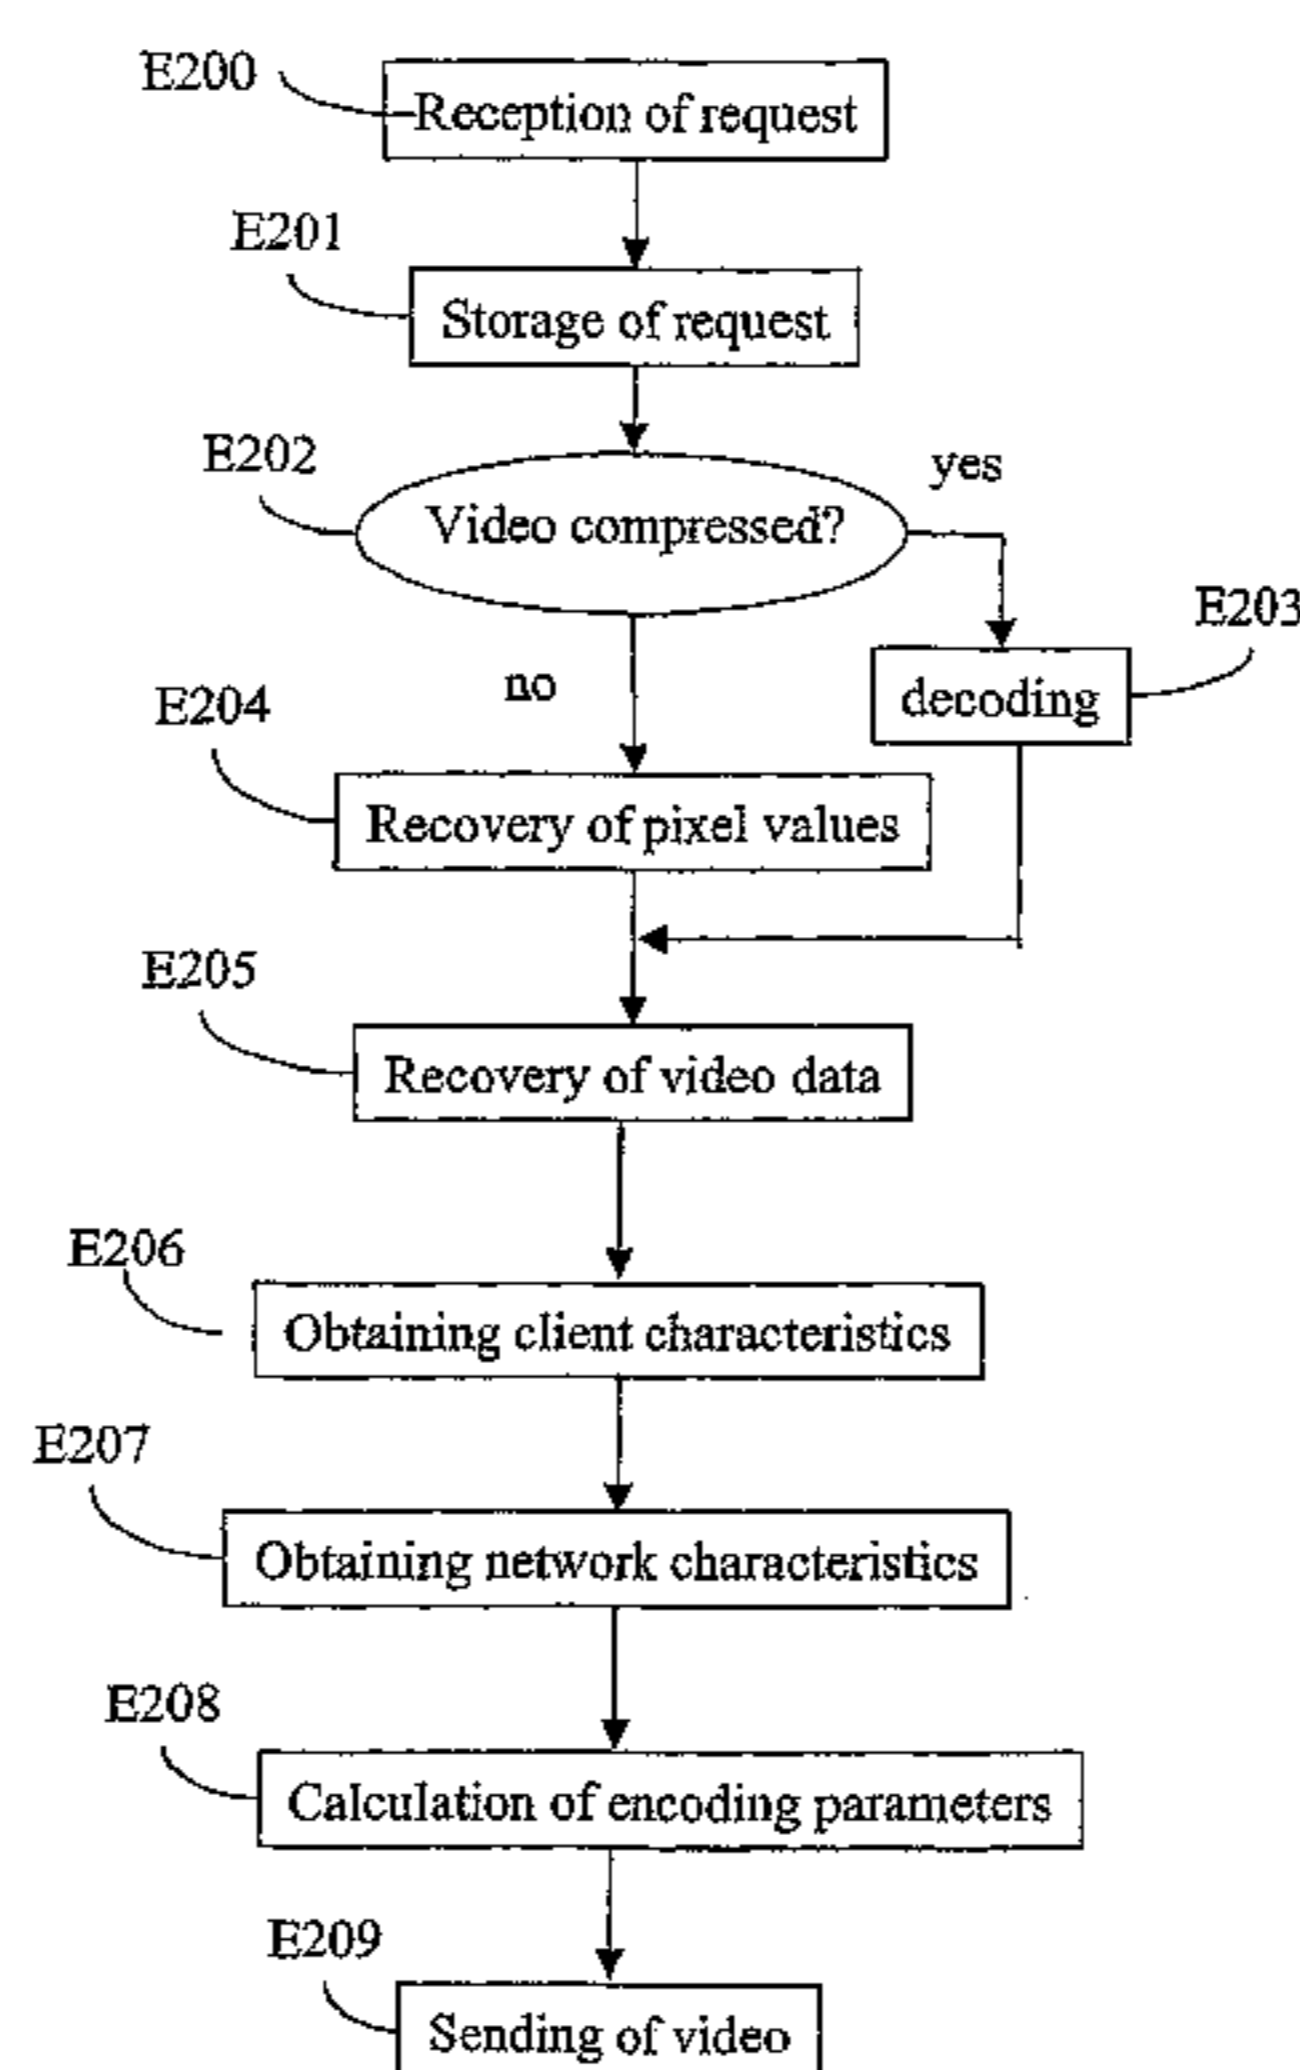 E200
Reception of request
E201
Storage of request
E202
Video compressed?
yes
E203
decoding
no
E204
Recovery of pixel values
E205
Recovery of video data
E206
Obtaining client characteristics
E207
Obtaining network characteristics
E208
Calculation of encoding parameters
E209
Sending of video